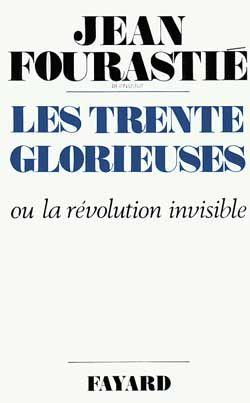 JEAN
FOURASTIÉ
LES TRENTE
GLORIEUSES
ou la révolution invisible
FAYARD